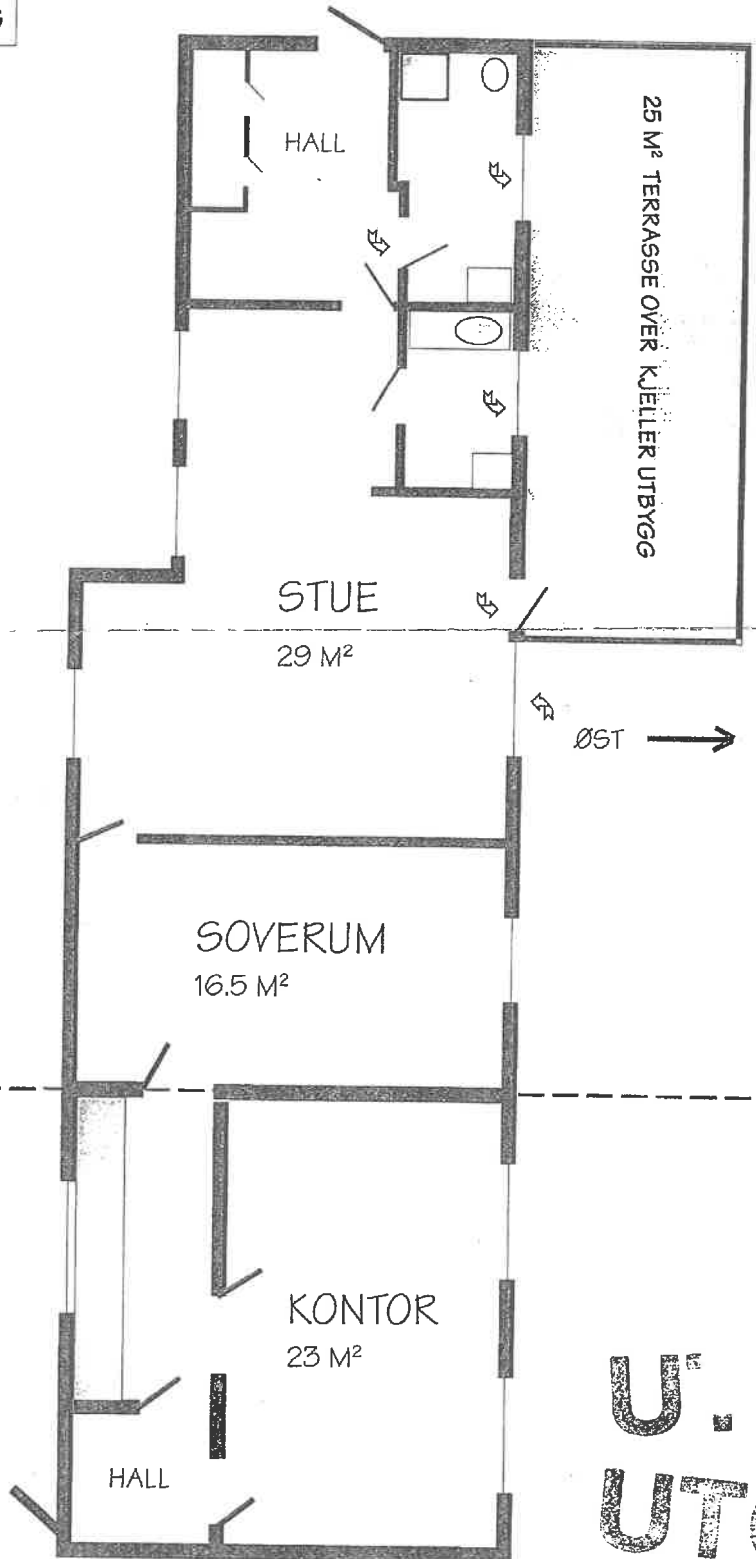 HALL
25 M² TERRASSE OVER KJELLER UTBYGG
STUE
29 M²
ØST
SOVERUM
16.5 M²
KONTOR
23 M²
HALL